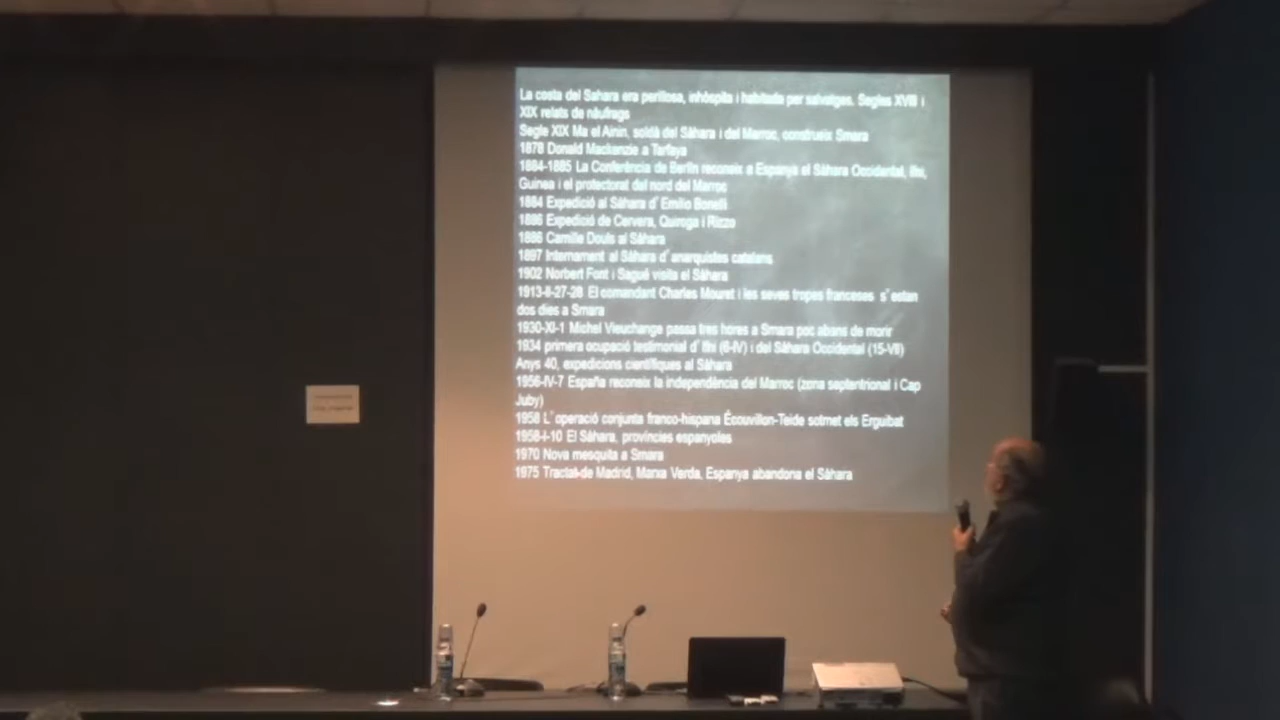 La costa del Sahara era perillosa, inhòspita i habitada per salvatges. Segles XVIII i
XIX relats de nàufrags
Segle XIX Ma el Ainin, soldà del Sàhara i del Marroc, construeix Smara
1878 Donald Mackenzie a Tarfaya
1884-1885 La Conferència de Berlín reconeix a Espanya el Sàhara Occidental, Ifni,
Guinea i el protectorat del nord del Marroc
1884 Expedició al Sàhara d'Emilio Bonelli
1886 Expedició de Cervera, Quiroga i Rizzo
1886 Camille Douls al Sàhara
1897 Internament al Sàhara d'anarquistes catalans
1902 Norbert Font i Sagué visita el Sàhara
1913-II-27-28 El comandant Charles Mouret i les seves tropes franceses s'estan
dos dies a Smara
1930-XI-1 Michel Vieuchange passa tres hores a Smara poc abans de morir
1934 primera ocupació testimonial d'Ifni (6-IV) i del Sàhara Occidental (15-VII)
Anys 40, expedicions científiques al Sàhara
1956-IV-7 España reconeix la independència del Marroc (zona septentrional i Cap
Juby)
1958 L'operació conjunta franco-hispana Écouvillon-Teide sotmet els Erguibat
1958-I-10 El Sàhara, províncies espanyoles
1970 Nova mesquita a Smara
1975 Tractat de Madrid, Marxa Verda, Espanya abandona el Sàhara